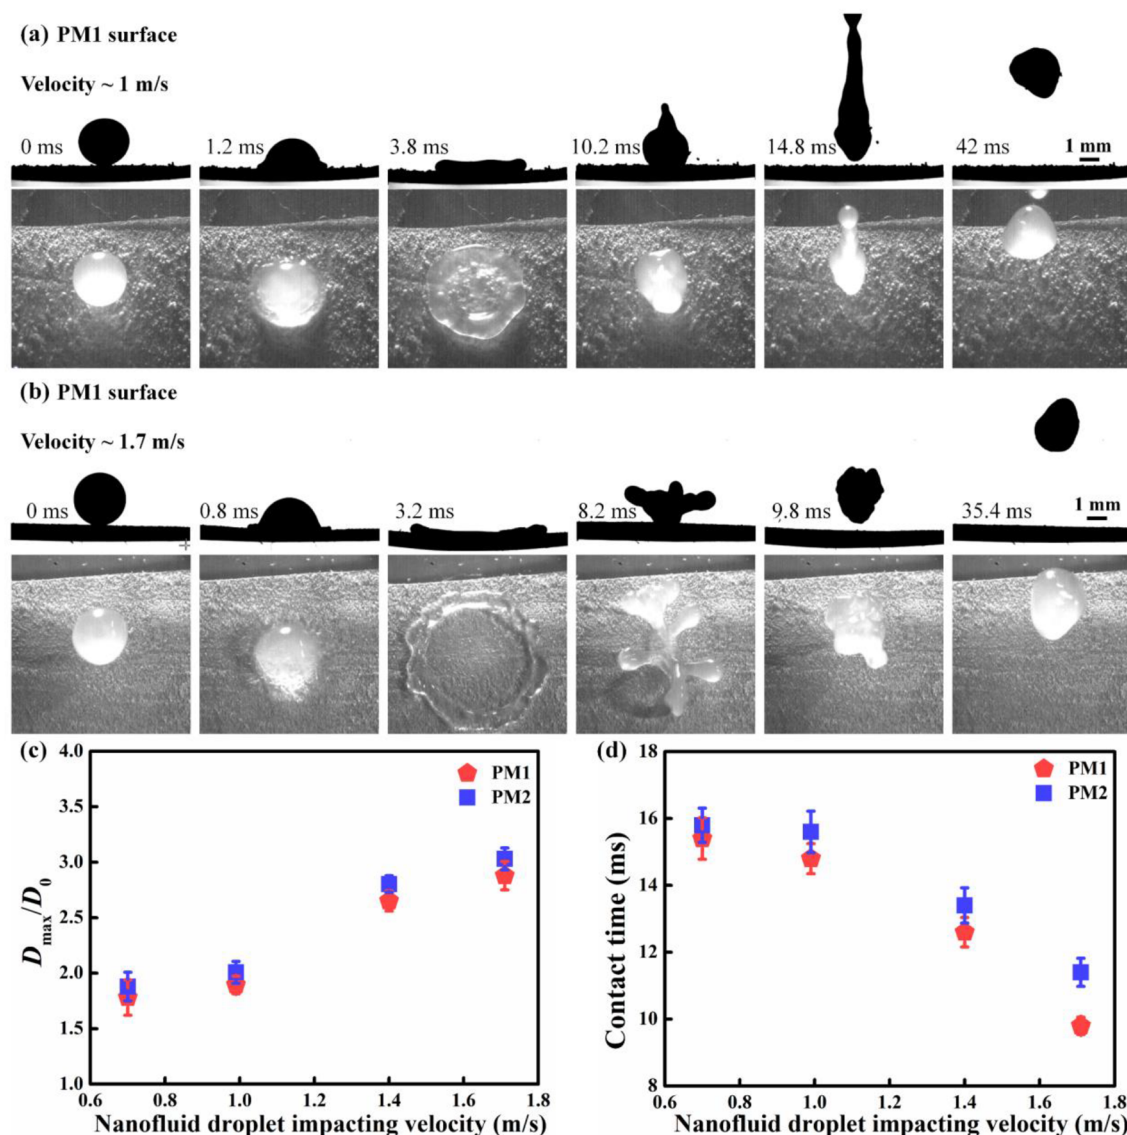 (a) PM1 surface
Velocity ~ 1 m/s
0 ms
1.2 ms
3.8 ms
10.2 ms
14.8 ms
42 ms
1 mm
(b) PM1 surface
Velocity ~ 1.7 m/s
0 ms
0.8 ms
3.2 ms
8.2 ms
9.8 ms
35.4 ms
1 mm
(c)
4.0
3.5
3.0
2.5
2.0
1.5
1.0
Dmax/D0
PM1
PM2
0.6 0.8 1.0 1.2 1.4 1.6 1.8
Nanofluid droplet impacting velocity (m/s)
(d)
18
16
14
12
10
8
Contact time (ms)
PM1
PM2
0.6 0.8 1.0 1.2 1.4 1.6 1.8
Nanofluid droplet impacting velocity (m/s)